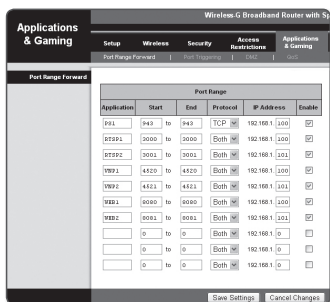 Wireless-G Broadband Router with Sp
Applications
& Gaming
Setup Wireless Security Access Restrictions Applications & Gaming
Port Range Forward | Port Triggering | DMZ | QoS
Port Range Forward
Port Range
Application Start End Protocol IP Address Enable
PS1 943 to 943 TCP 192.168.1. 100
RTSP1 3000 to 3000 Both 192.168.1. 100
RTSP2 3001 to 3001 Both 192.168.1. 101
VNP1 4520 to 4520 Both 192.168.1. 100
VNP2 4521 to 4521 Both 192.168.1. 101
WEB1 8080 to 8080 Both 192.168.1. 100
WEB2 8081 to 8081 Both 192.168.1. 101
0 to 0 Both 192.168.1. 0
0 to 0 Both 192.168.1. 0
0 to 0 Both 192.168.1. 0
Save Settings Cancel Changes